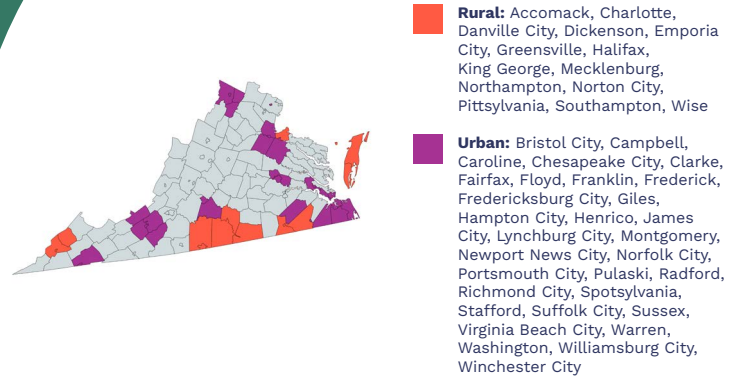 Rural: Accomack, Charlotte,
Danville City, Dickenson, Emporia
City, Greensville, Halifax,
King George, Mecklenburg,
Northampton, Norton City,
Pittsylvania, Southampton, Wise
Urban: Bristol City, Campbell,
Caroline, Chesapeake City, Clarke,
Fairfax, Floyd, Franklin, Frederick,
Fredericksburg City, Giles,
Hampton City, Henrico, James
City, Lynchburg City, Montgomery,
Newport News City, Norfolk City,
Portsmouth City, Pulaski, Radford,
Richmond City, Spotsylvania,
Stafford, Suffolk City, Sussex,
Virginia Beach City, Warren,
Washington, Williamsburg City,
Winchester City